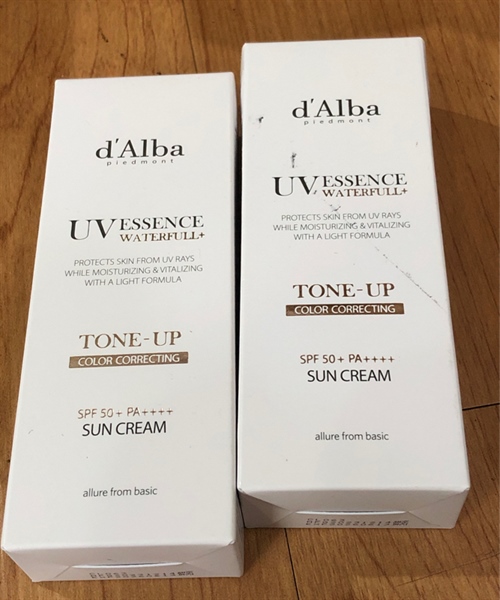 d'Alba
piedmont
UV ESSENCE
WATERFULL+
PROTECTS SKIN FROM UV RAYS
WHILE MOISTURIZING & VITALIZING
WITH A LIGHT FORMULA
TONE-UP
COLOR CORRECTING
SPF 50+ PA++++
SUN CREAM
allure from basic
d'Alba
piedmont
UV ESSENCE
WATERFULL+
PROTECTS SKIN FROM UV RAYS
WHILE MOISTURIZING & VITALIZING
WITH A LIGHT FORMULA
TONE-UP
COLOR CORRECTING
SPF 50+ PA++++
SUN CREAM
allure from basic